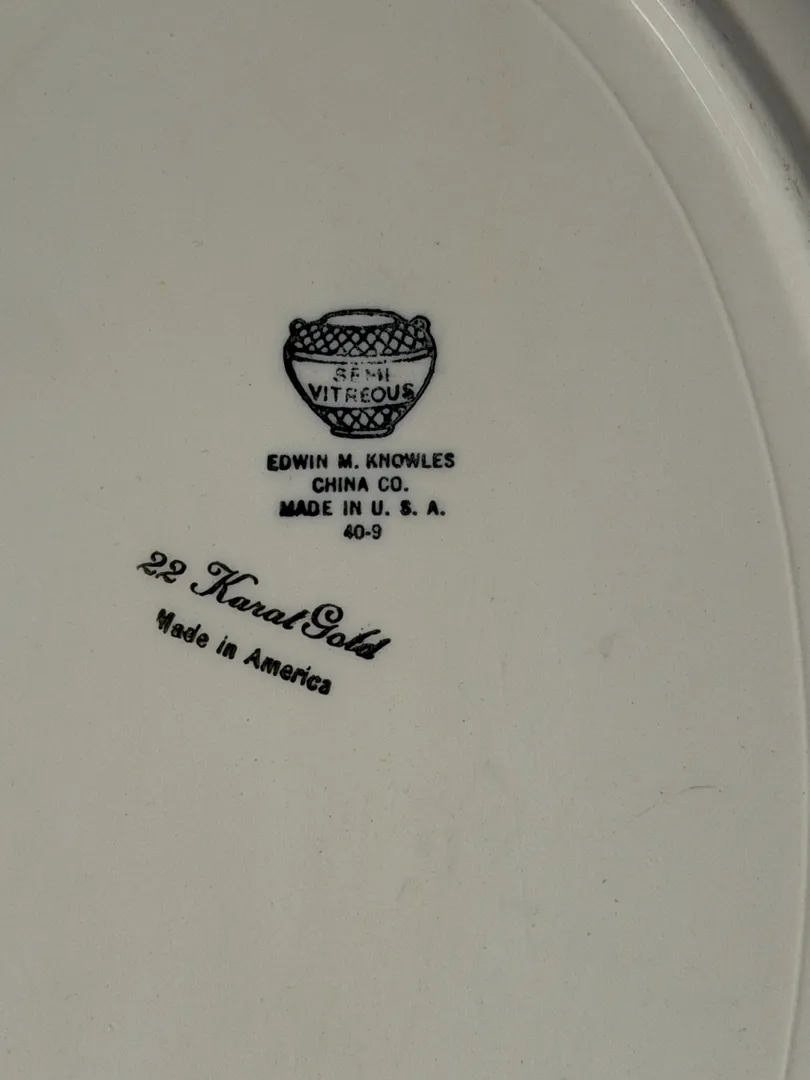 SEMI
VITREOUS
EDWIN M. KNOWLES
CHINA CO.
MADE IN U. S. A.
40-9
22 Karat Gold
Made in America